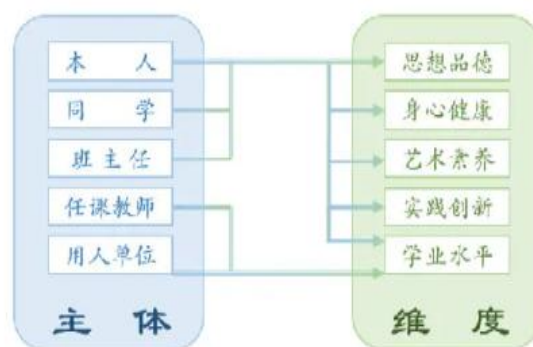 本人
同学
班主任
任课教师
用人单位
主体
思想品德
身心健康
艺术素养
实践创新
学业水平
维度